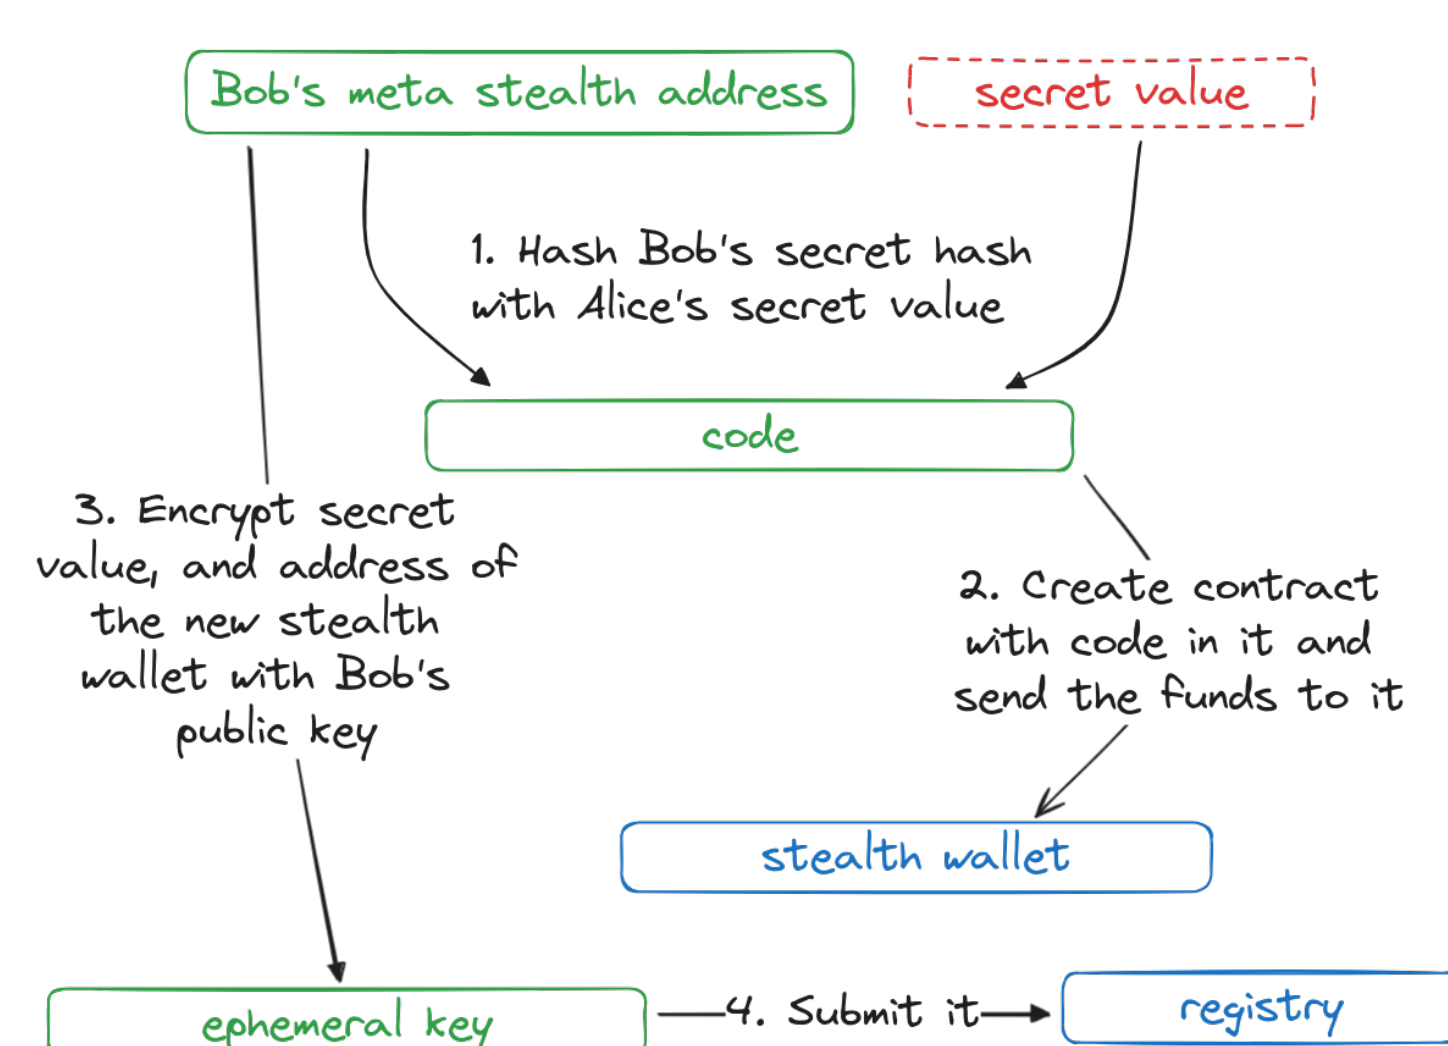 Bob's meta stealth address
secret value
1. Hash Bob's secret hash
with Alice's secret value
code
3. Encrypt secret
value, and address of
the new stealth
wallet with Bob's
public key
2. Create contract
with code in it and
send the funds to it
stealth wallet
ephemeral key
4. Submit it
registry